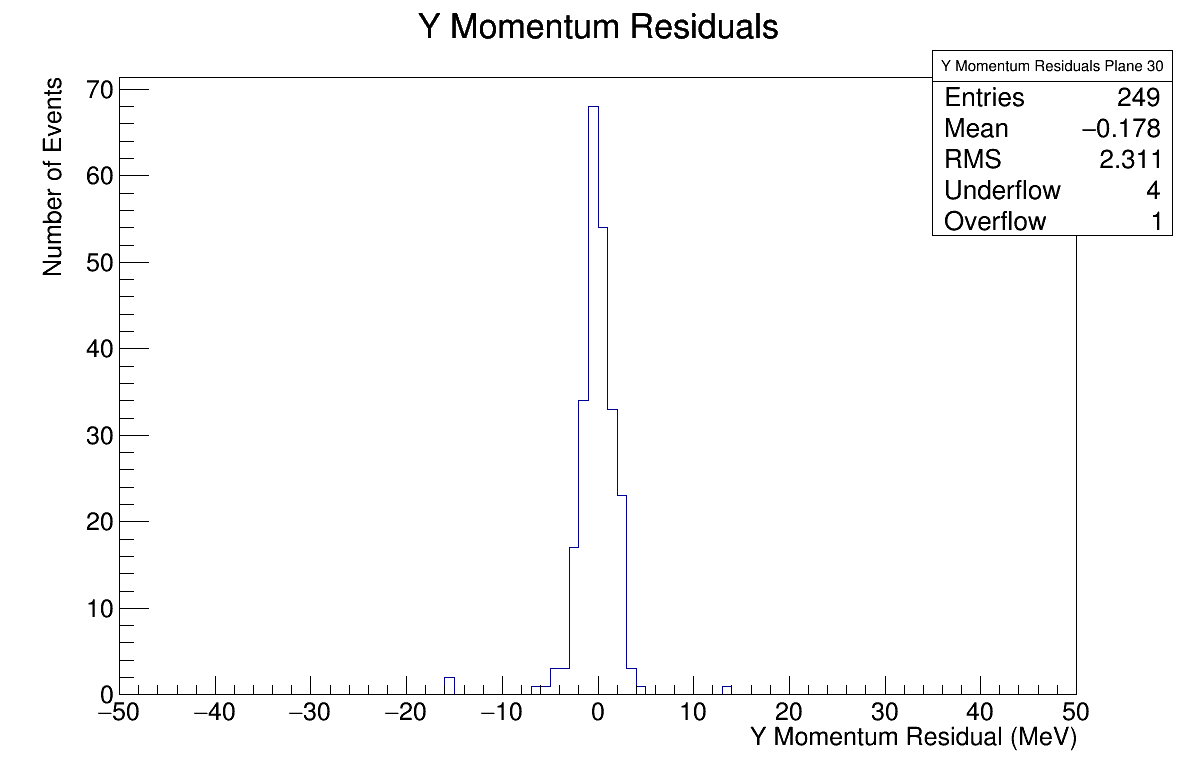 Y Momentum Residuals
Y Momentum Residuals Plane 30
Entries 249
Mean −0.178
RMS 2.311
Underflow 4
Overflow 1
Number of Events
70
60
50
40
30
20
10
0
−50 −40 −30 −20 −10 0 10 20 30 40 50
Y Momentum Residual (MeV)